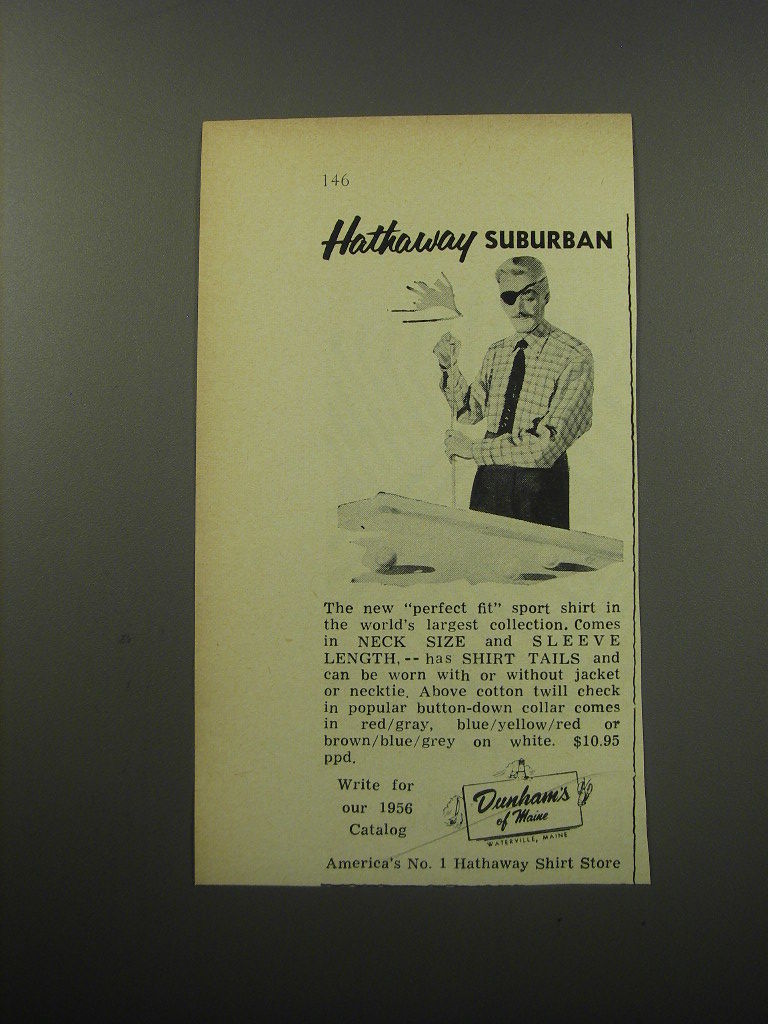 146
Hathaway SUBURBAN
The new "perfect fit" sport shirt in
the world's largest collection. Comes
in NECK SIZE and SLEEVE
LENGTH, -- has SHIRT TAILS and
can be worn with or without jacket
or necktie. Above cotton twill check
in popular button-down collar comes
in red/gray, blue/yellow/red or
brown/blue/grey on white. $10.95
ppd.
Write for
our 1956
Catalog
Dunham's
of Maine
WATERVILLE, MAINE
America's No. 1 Hathaway Shirt Store